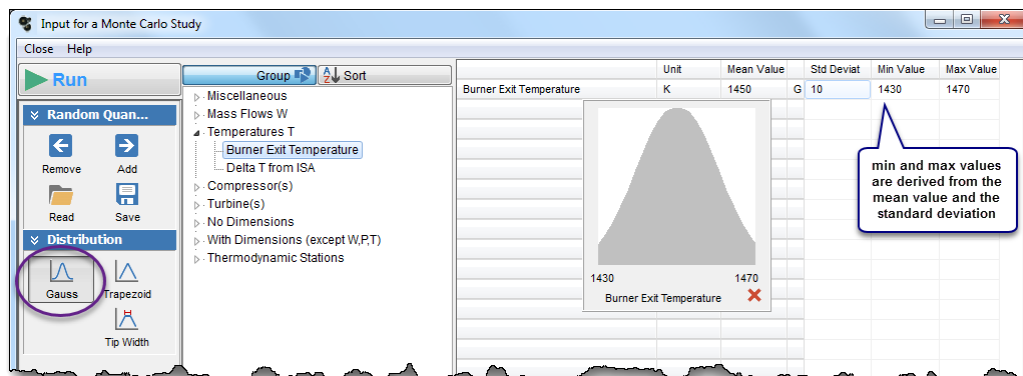 Input for a Monte Carlo Study
Close Help
Run
Group
A Z Sort
Random Quan...
Remove Add
Read Save
Distribution
Gauss Trapezoid
Tip Width
Miscellaneous
Mass Flows W
Temperatures T
Burner Exit Temperature
Delta T from ISA
Compressor(s)
Turbine(s)
No Dimensions
With Dimensions (except W,P,T)
Thermodynamic Stations
Unit Mean Value Std Deviat Min Value Max Value
Burner Exit Temperature K 1450 G 10 1430 1470
1430 1470
Burner Exit Temperature
min and max values
are derived from the
mean value and the
standard deviation